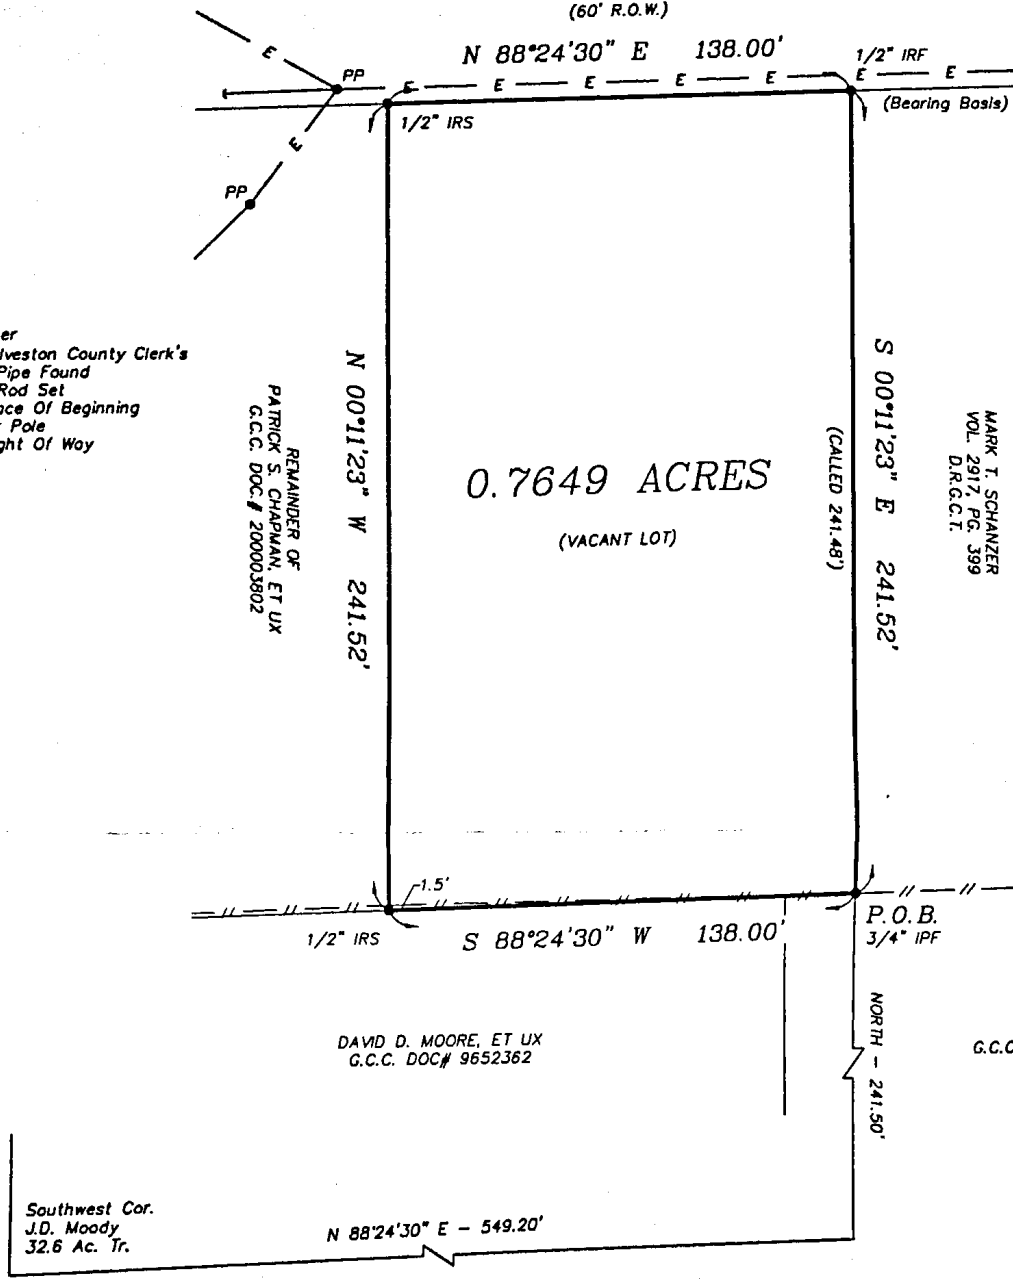 (60' R.O.W.)
N 88°24'30" E 138.00'
1/2" IRF
E
PP
E E E E E E E
(Bearing Basis)
1/2" IRS
E
PP
er
lveston County Clerk's
Pipe Found
Rod Set
ace Of Beginning
r Pole
ght Of Way
REMAINDER OF
PATRICK S. CHAPMAN, ET UX
G.C.C. DOC.# 200003802
N 00°11'23" W 241.52'
0.7649 ACRES
(VACANT LOT)
(CALLED 241.48')
S 00°11'23" E 241.52'
MARK T. SCHANZER
VOL. 2917, PG. 399
D.R.G.C.T.
1.5'
1/2" IRS
S 88°24'30" W 138.00'
P.O.B.
3/4" IPF
DAVID D. MOORE, ET UX
G.C.C. DOC# 9652362
NORTH - 241.50'
G.C.C
Southwest Cor.
J.D. Moody
32.6 Ac. Tr.
N 88°24'30" E - 549.20'